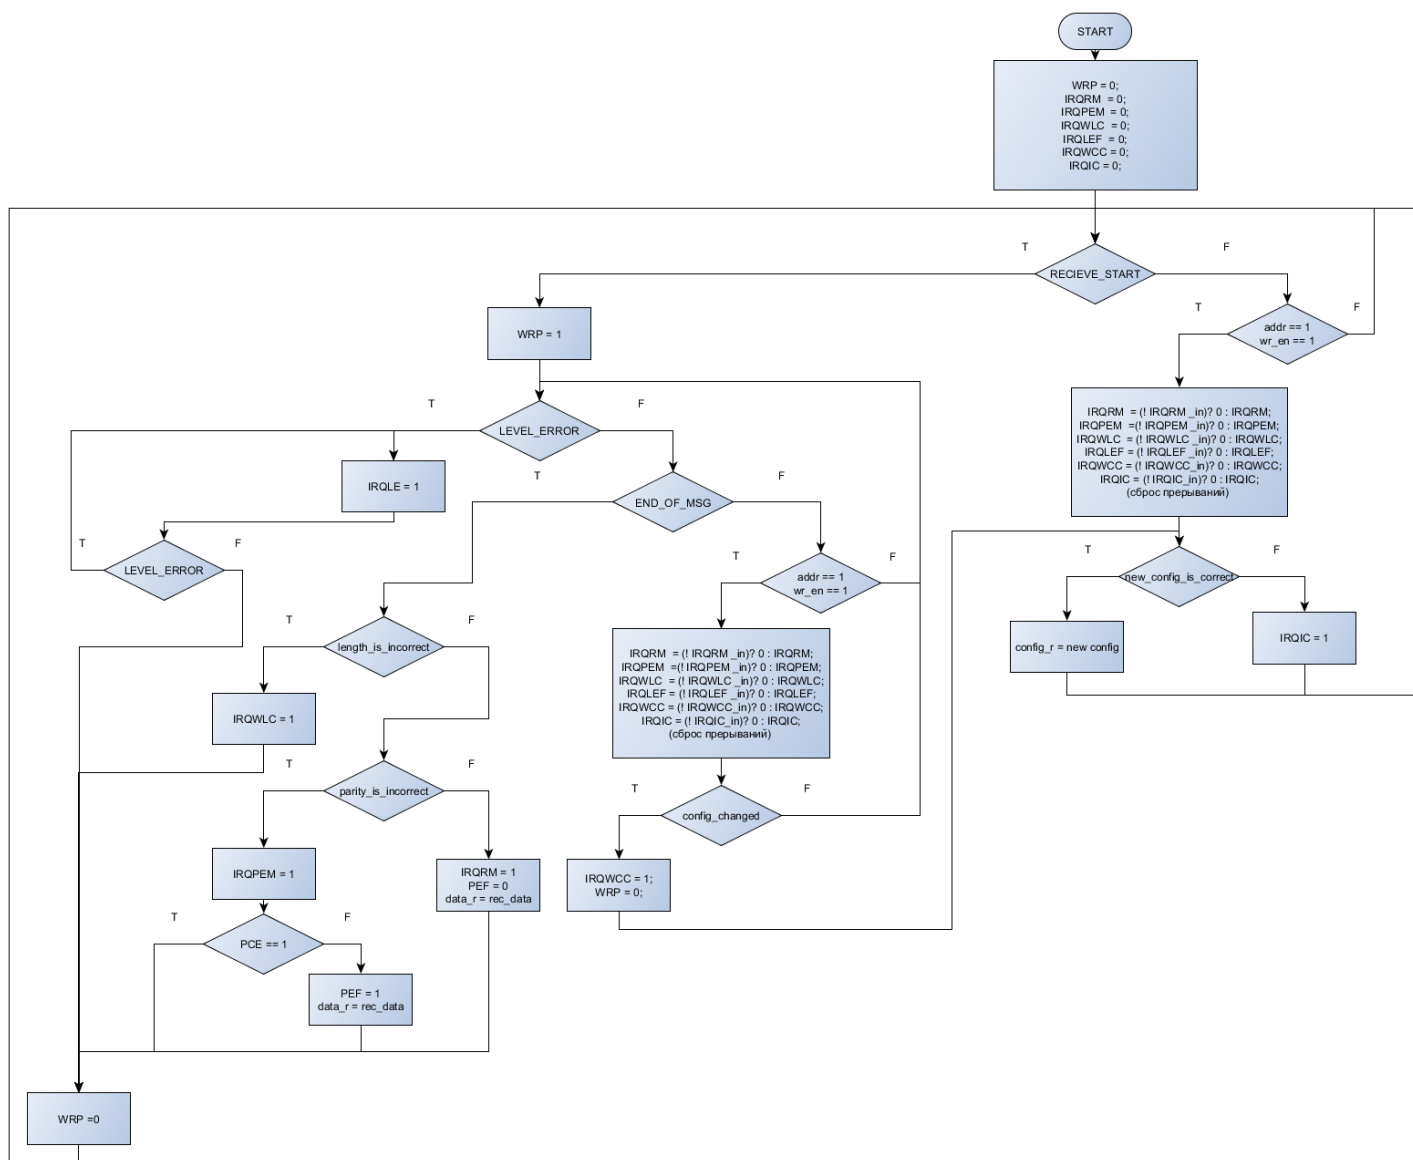 START
WRP = 0;
IRQRM = 0;
IRQPEM = 0;
IRQWLC = 0;
IRQLEF = 0;
IRQWCC = 0;
IRQIC = 0;
T
F
RECIEVE_START
WRP = 1
T
F
addr == 1
wr_en == 1
T
F
LEVEL_ERROR
IRQRM = (! IRQRM _in)? 0 : IRQRM;
IRQPEM =(! IRQPEM _in)? 0 : IRQPEM;
IRQWLC = (! IRQWLC _in)? 0 : IRQWLC;
IRQLEF = (! IRQLEF _in)? 0 : IRQLEF;
IRQWCC = (! IRQWCC_in)? 0 : IRQWCC;
IRQIC = (! IRQIC_in)? 0 : IRQIC;
(сброс прерываний)
IRQLE = 1
T
F
END_OF_MSG
T
F
LEVEL_ERROR
T
F
addr == 1
wr_en == 1
T
F
new_config_is_correct
config_r = new config
IRQIC = 1
T
F
length_is_incorrect
IRQRM = (! IRQRM _in)? 0 : IRQRM;
IRQPEM =(! IRQPEM _in)? 0 : IRQPEM;
IRQWLC = (! IRQWLC _in)? 0 : IRQWLC;
IRQLEF = (! IRQLEF _in)? 0 : IRQLEF;
IRQWCC = (! IRQWCC_in)? 0 : IRQWCC;
IRQIC = (! IRQIC_in)? 0 : IRQIC;
(сброс прерываний)
IRQWLC = 1
T
F
parity_is_incorrect
T
F
config_changed
IRQPEM = 1
IRQRM = 1
PEF = 0
data_r = rec_data
IRQWCC = 1;
WRP = 0;
T
F
PCE == 1
PEF = 1
data_r = rec_data
WRP =0